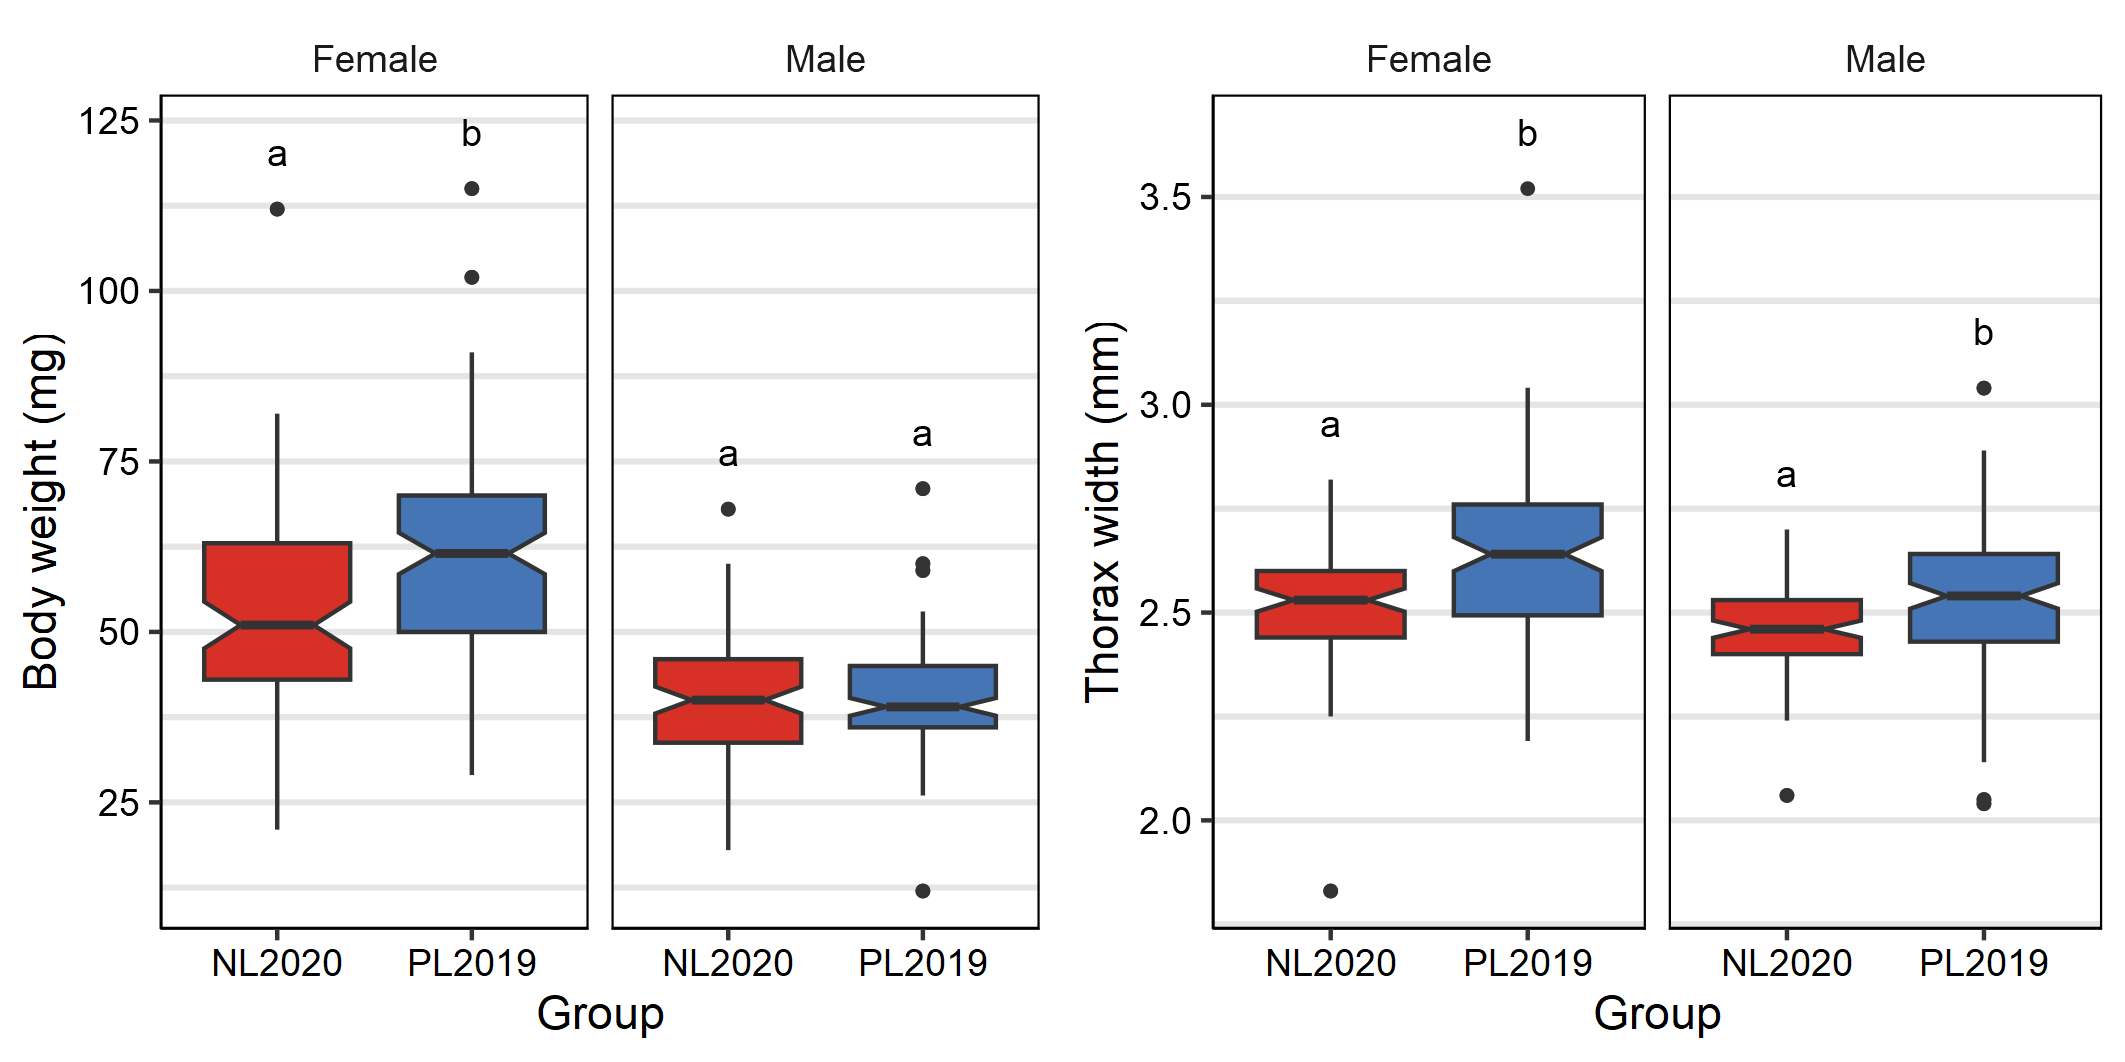 Female Male
125
100
75
50
25
a b
a a
NL2020 PL2019 NL2020 PL2019
Group
Body weight (mg)
Female Male
3.5
3.0
2.5
2.0
b
b
a
a
NL2020 PL2019 NL2020 PL2019
Group
Thorax width (mm)